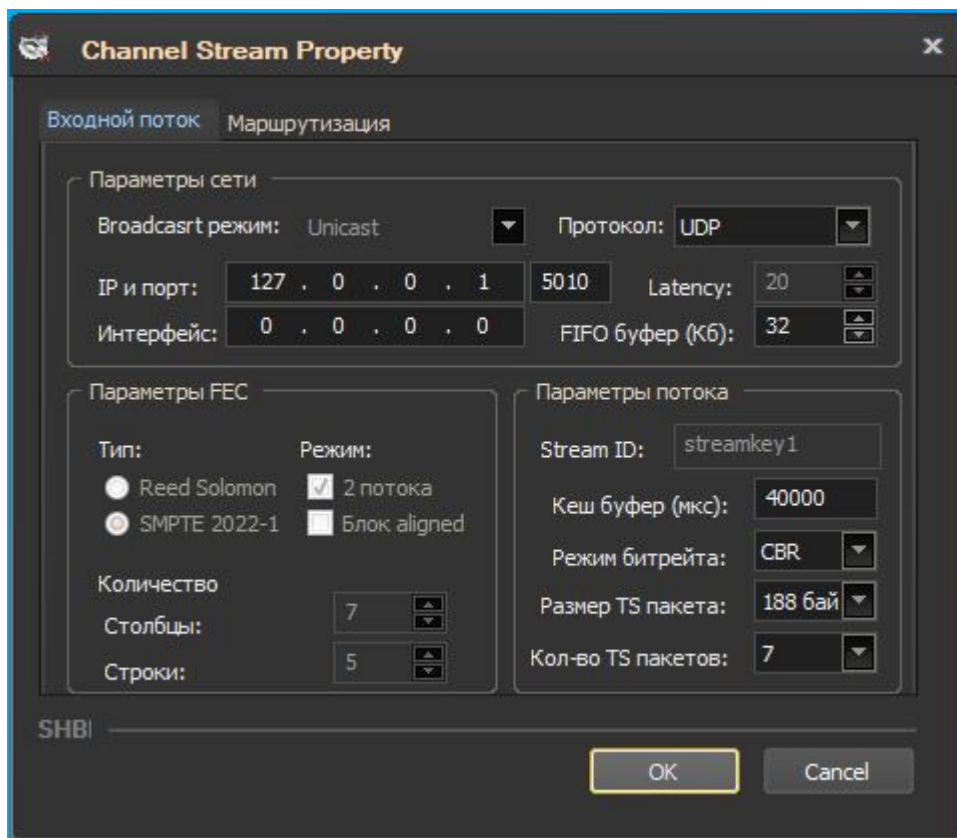 Channel Stream Property
Входной поток Маршрутизация
Параметры сети
Broadcasrt режим: Unicast Протокол: UDP
IP и порт: 127 . 0 . 0 . 1 5010 Latency: 20
Интерфейс: 0 . 0 . 0 . 0 FIFO буфер (Кб): 32
Параметры FEC
Тип: Режим:
Reed Solomon 2 потока
SMPTE 2022-1 Блок aligned
Количество
Столбцы: 7
Строки: 5
Параметры потока
Stream ID: streamkey1
Кеш буфер (мкс): 40000
Режим битрейта: CBR
Размер TS пакета: 188 бай
Кол-во TS пакетов: 7
SHBI
OK Cancel